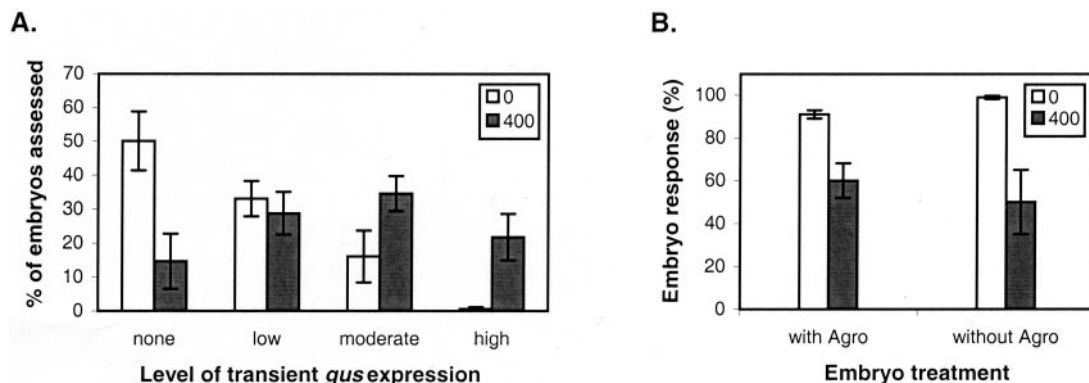 A.
70
60
50
40
30
20
10
0
% of embryos assessed
0
400
none low moderate high
Level of transient gus expression
B.
100
80
60
40
20
0
Embryo response (%)
0
400
with Agro without Agro
Embryo treatment